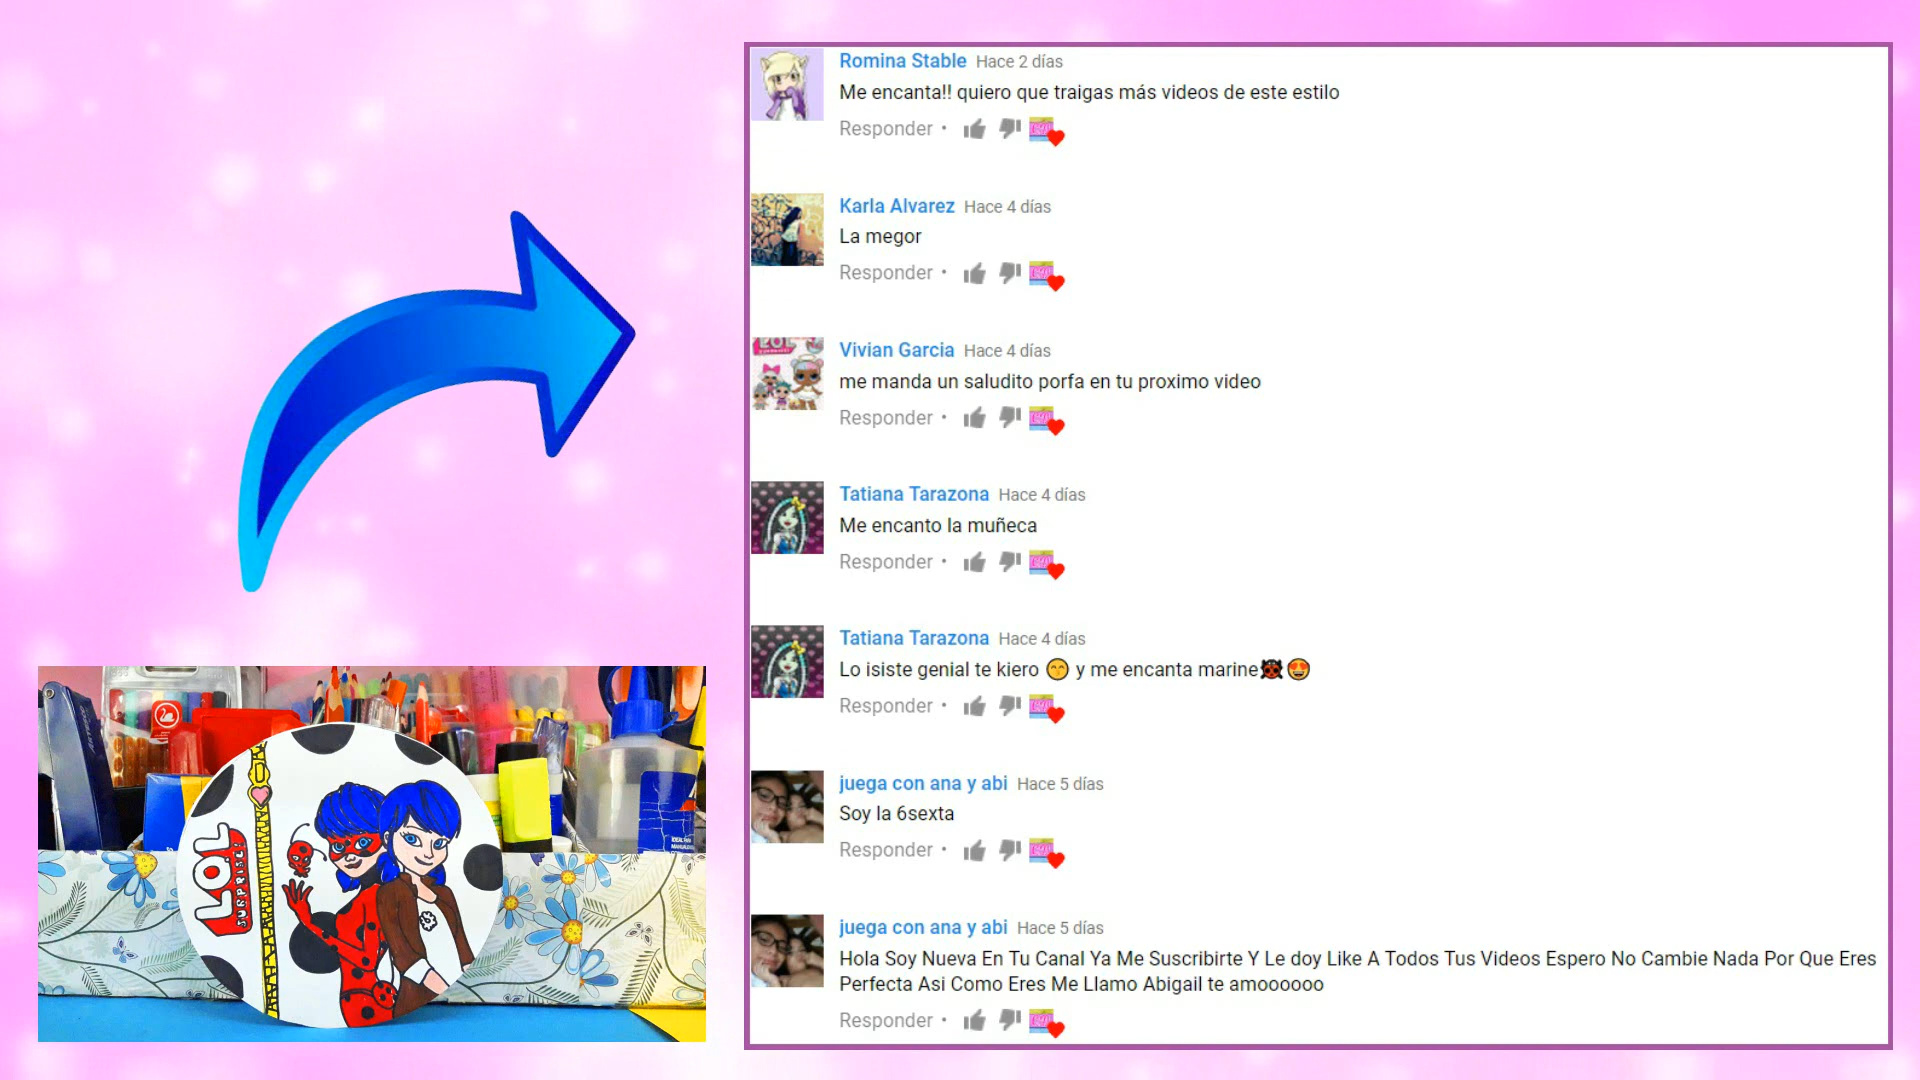 Romina Stable Hace 2 días
Me encanta!! quiero que traigas más videos de este estilo
Responder •
Karla Alvarez Hace 4 días
La megor
Responder •
Vivian Garcia Hace 4 días
me manda un saludito porfa en tu proximo video
Responder •
Tatiana Tarazona Hace 4 días
Me encanto la muñeca
Responder •
Tatiana Tarazona Hace 4 días
Lo isiste genial te kiero 😙 y me encanta marine🐞😍
Responder •
juega con ana y abi Hace 5 días
Soy la 6sexta
Responder •
juega con ana y abi Hace 5 días
Hola Soy Nueva En Tu Canal Ya Me Suscribirte Y Le doy Like A Todos Tus Videos Espero No Cambie Nada Por Que Eres
Perfecta Asi Como Eres Me Llamo Abigail te amoooooo
Responder •
LOL
SURPRISE!